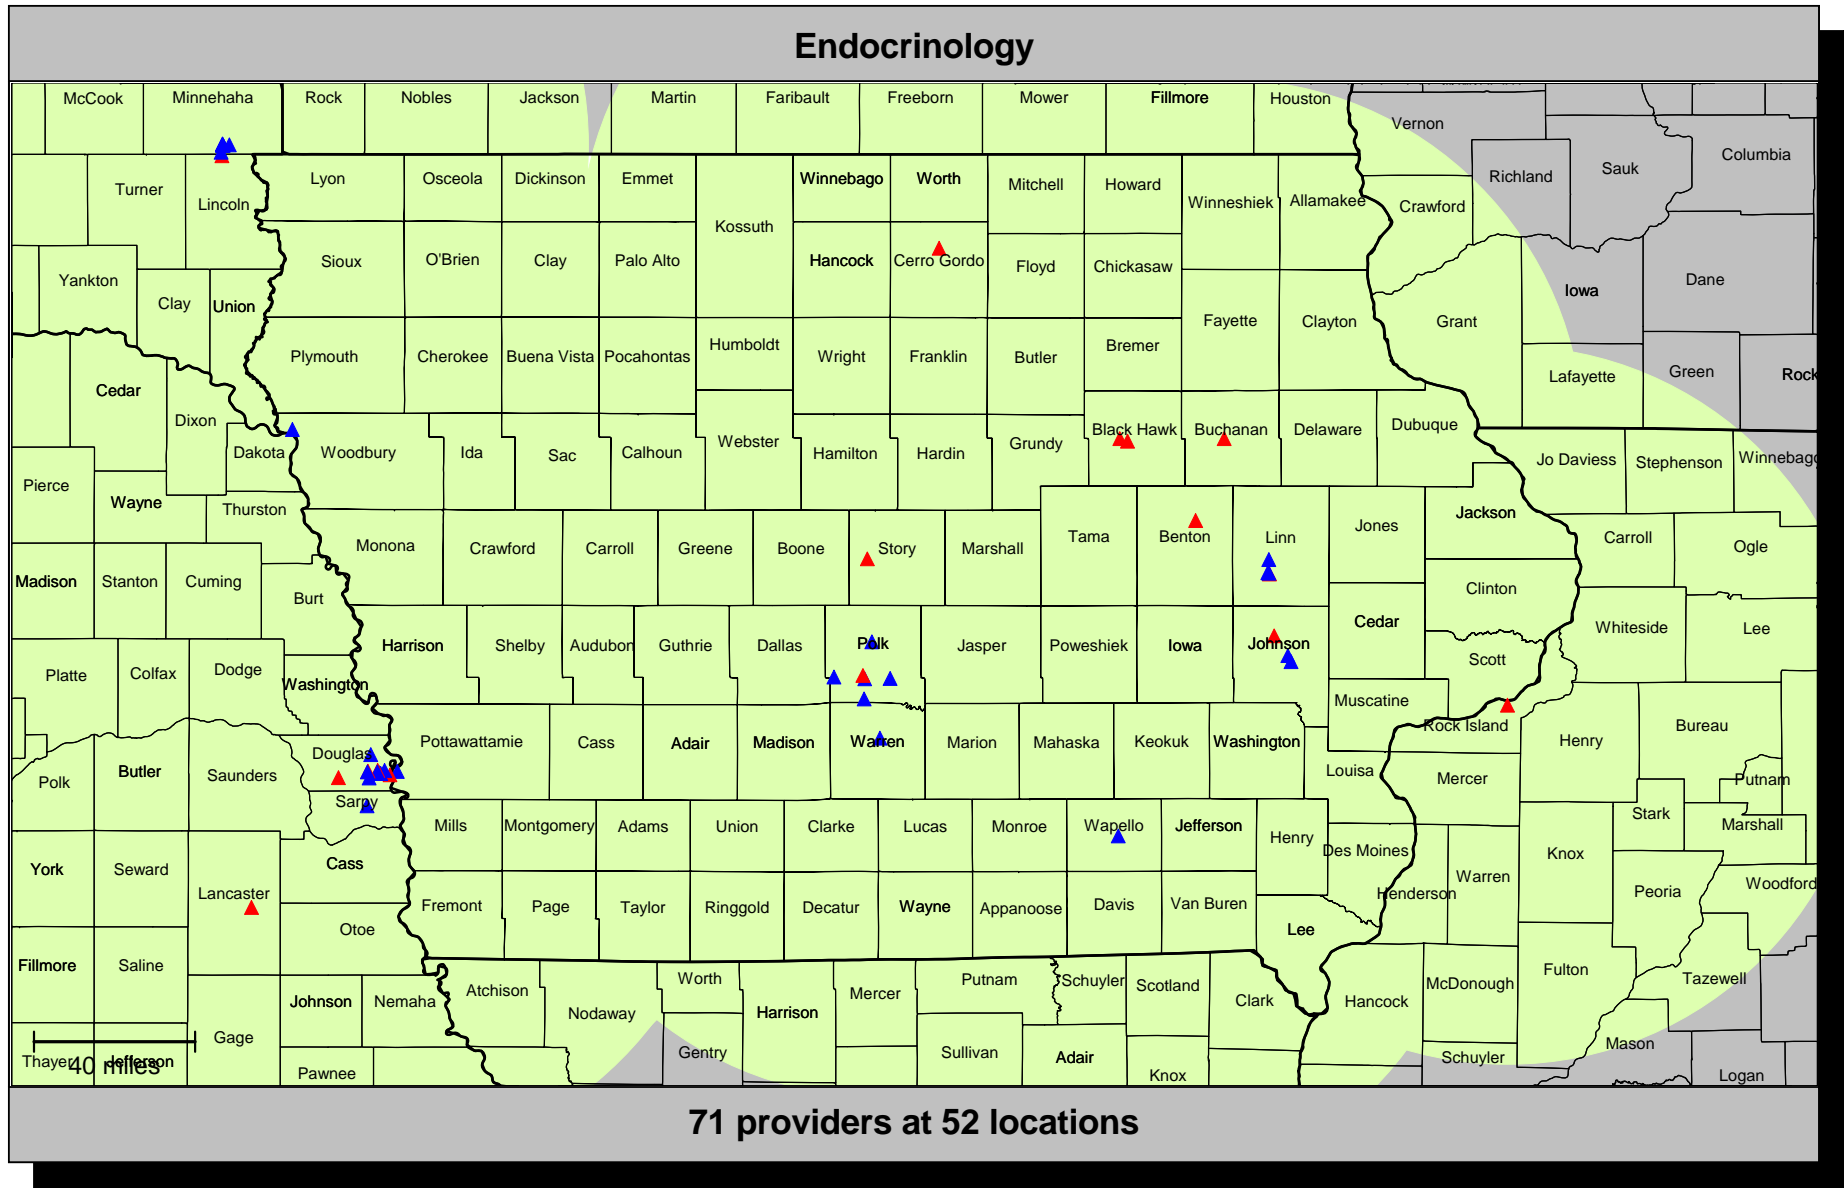 Endocrinology
McCook Minnehaha Rock Nobles Jackson Martin Faribault Freeborn Mower Fillmore Houston
Vernon
Turner Lincoln Lyon Osceola Dickinson Emmet Kossuth Winnebago Worth Mitchell Howard Winneshiek Allamakee Crawford Richland Sauk Columbia
Yankton Clay Union Sioux O'Brien Clay Palo Alto Hancock Cerro Gordo Floyd Chickasaw Iowa Dane
Cedar Plymouth Cherokee Buena Vista Pocahontas Humboldt Wright Franklin Butler Bremer Fayette Clayton Grant Lafayette Green Rock
Dixon Dakota Woodbury Ida Sac Calhoun Webster Hamilton Hardin Grundy Black Hawk Buchanan Delaware Dubuque Jo Daviess Stephenson Winnebago
Pierce Wayne Thurston
Monona Crawford Carroll Greene Boone Story Marshall Tama Benton Linn Jones Jackson Carroll Ogle
Madison Stanton Cuming Burt Clinton
Harrison Shelby Audubon Guthrie Dallas Polk Jasper Poweshiek Iowa Johnson Cedar Scott Whiteside Lee
Platte Colfax Dodge Washington Muscatine Rock Island
Douglas Pottawattamie Cass Adair Madison Warren Marion Mahaska Keokuk Washington Louisa Henry Bureau
Polk Butler Saunders Sarpy Mercer Putnam
Mills Montgomery Adams Union Clarke Lucas Monroe Wapello Jefferson Henry Des Moines Stark Marshall
York Seward Cass Lancaster Knox Warren Henderson Peoria Woodford
Fremont Page Taylor Ringgold Decatur Wayne Appanoose Davis Van Buren Lee
Otoe
Fillmore Saline Atchison Worth Putnam Schuyler Scotland McDonough Fulton Tazewell
Johnson Nemaha Nodaway Harrison Mercer Clark Hancock
Gage Gentry Sullivan Adair Schuyler Mason
Thayer Jefferson
40 miles
Pawnee Knox Logan
71 providers at 52 locations